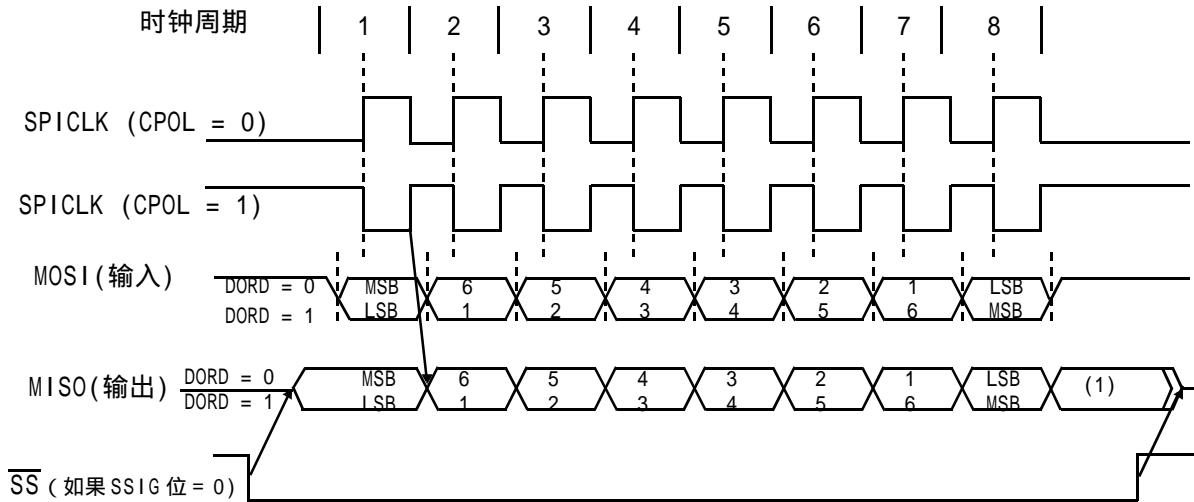 时钟周期 1 2 3 4 5 6 7 8
SPICLK (CPOL = 0)
SPICLK (CPOL = 1)
MOSI(输入)
DORD = 0 MSB 6 5 4 3 2 1 LSB
DORD = 1 LSB 1 2 3 4 5 6 MSB
MISO(输出)
DORD = 0 MSB 6 5 4 3 2 1 LSB (1)
DORD = 1 LSB 1 2 3 4 5 6 MSB
SS (如果SSIG位=0)